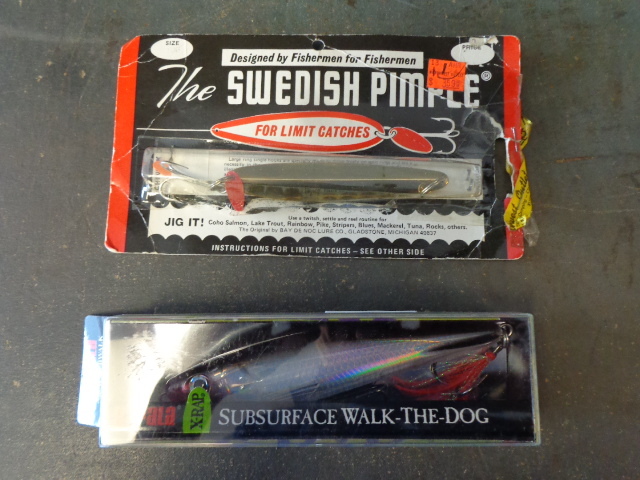 SIZE
PRICE
Designed by Fishermen for Fishermen
The SWEDISH PIMPLE®
FOR LIMIT CATCHES
JIG IT!
Use a twitch, settle and reel routine for
Coho Salmon, Lake Trout, Rainbow, Pike, Stripers, Blues, Mackerel, Tuna, Rocks, others.
The Original by BAY DE NOC LURE CO., GLADSTONE, MICHIGAN 49837
INSTRUCTIONS FOR LIMIT CATCHES – SEE OTHER SIDE
X-RAP
SUBSURFACE WALK-THE-DOG